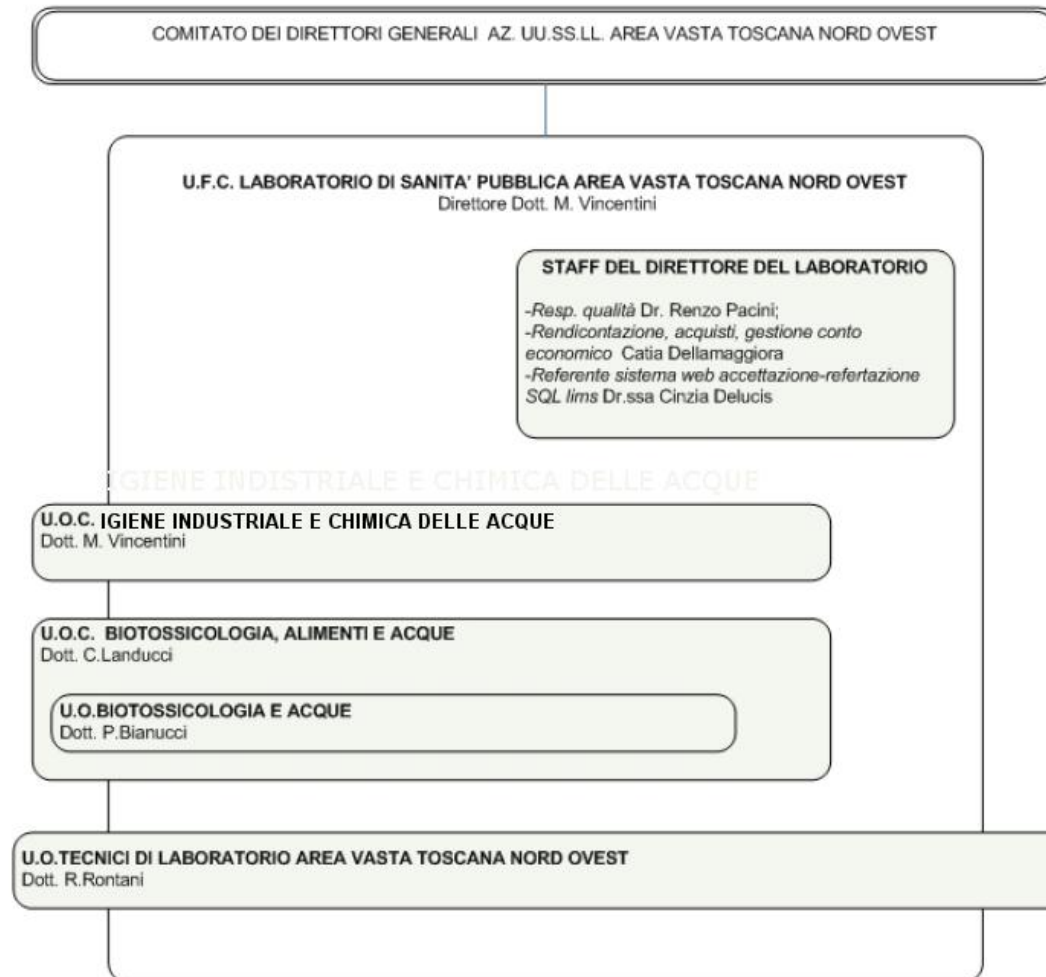 COMITATO DEI DIRETTORI GENERALI AZ. UU.SS.LL. AREA VASTA TOSCANA NORD OVEST
U.F.C. LABORATORIO DI SANITA' PUBBLICA AREA VASTA TOSCANA NORD OVEST
Direttore Dott. M. Vincentini
STAFF DEL DIRETTORE DEL LABORATORIO
-Resp. qualità Dr. Renzo Pacini;
-Rendicontazione, acquisti, gestione conto
economico Catia Dellamaggiora
-Referente sistema web accettazione-refertazione
SQL lims Dr.ssa Cinzia Delucis
IGIENE INDISTRIALE E CHIMICA DELLE ACQUE
U.O.C. IGIENE INDUSTRIALE E CHIMICA DELLE ACQUE
Dott. M. Vincentini
U.O.C. BIOTOSSICOLOGIA, ALIMENTI E ACQUE
Dott. C.Landucci
U.O.BIOTOSSICOLOGIA E ACQUE
Dott. P.Bianucci
U.O.TECNICI DI LABORATORIO AREA VASTA TOSCANA NORD OVEST
Dott. R.Rontani